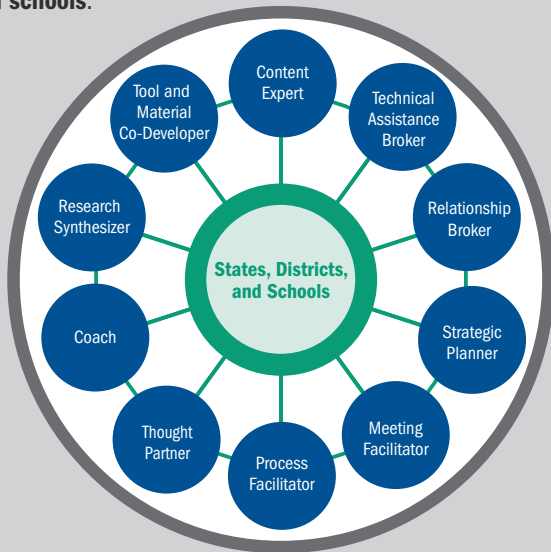 schools.
Content
Expert
Technical
Assistance
Broker
Relationship
Broker
Strategic
Planner
Meeting
Facilitator
Process
Facilitator
Thought
Partner
Coach
Research
Synthesizer
Tool and
Material
Co-Developer
States, Districts,
and Schools